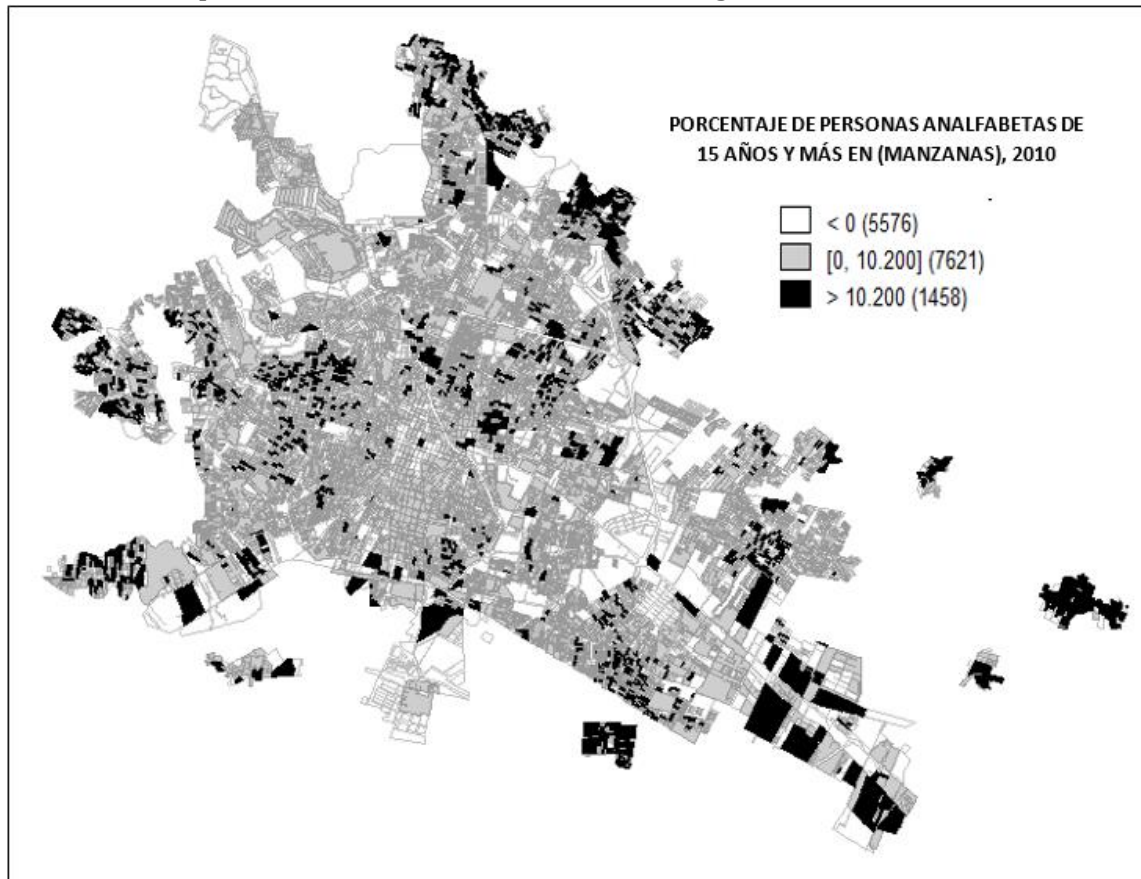 PORCENTAJE DE PERSONAS ANALFABETAS DE
15 AÑOS Y MÁS EN (MANZANAS), 2010
< 0 (5576)
[0, 10.200] (7621)
> 10.200 (1458)